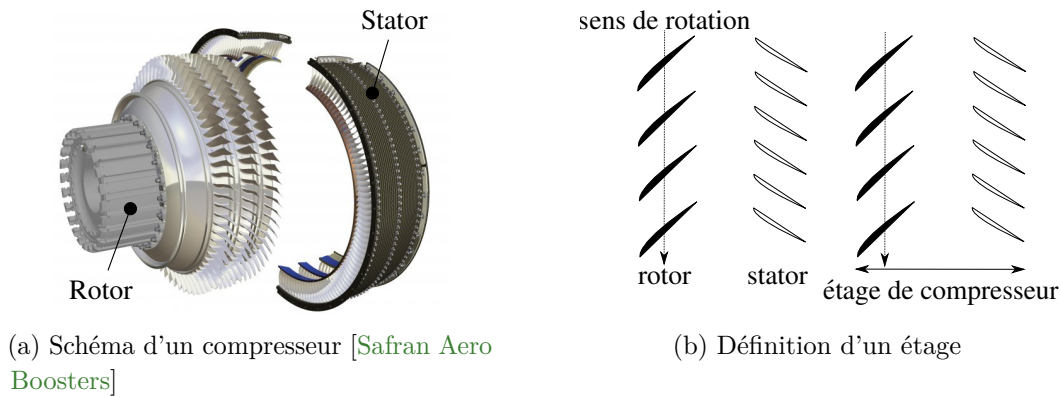 Stator
Rotor
sens de rotation
rotor
stator
étage de compresseur
(a) Schéma d'un compresseur [Safran Aero
Boosters]
(b) Définition d'un étage